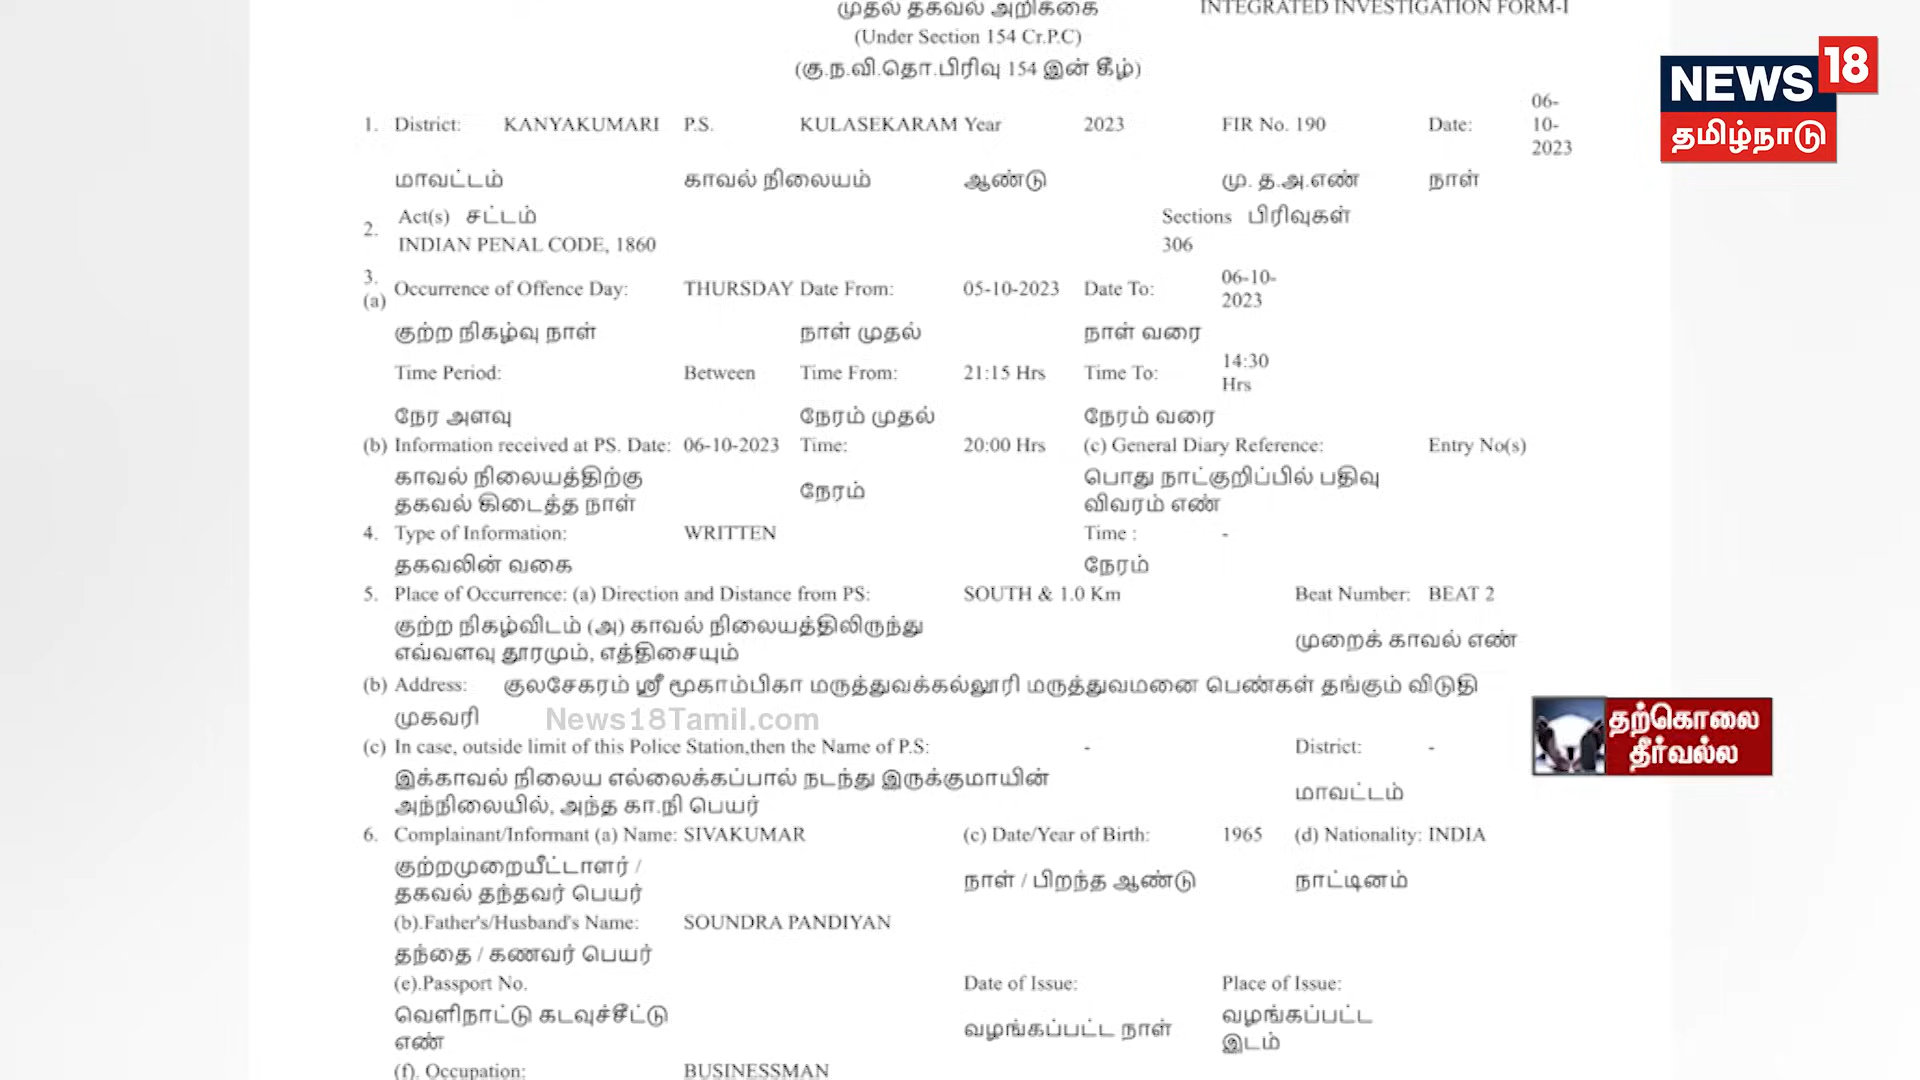 முதல் தகவல் அறிக்கை INTEGRATED INVESTIGATION FORM-I
(Under Section 154 Cr.P.C)
(கு.ந.வி.தொ.பிரிவு 154 இன் கீழ்)
NEWS 18
தமிழ்நாடு
1. District: KANYAKUMARI P.S. KULASEKARAM Year 2023 FIR No. 190 Date: 06-10-2023
மாவட்டம் காவல் நிலையம் ஆண்டு மு. த.அ.எண் நாள்
2. Act(s) சட்டம் Sections பிரிவுகள்
INDIAN PENAL CODE, 1860 306
3. (a) Occurrence of Offence Day: THURSDAY Date From: 05-10-2023 Date To: 06-10-2023
குற்ற நிகழ்வு நாள் நாள் முதல் நாள் வரை
Time Period: Between Time From: 21:15 Hrs Time To: 14:30 Hrs
நேர அளவு நேரம் முதல் நேரம் வரை
(b) Information received at PS. Date: 06-10-2023 Time: 20:00 Hrs (c) General Diary Reference: Entry No(s)
காவல் நிலையத்திற்கு தகவல் கிடைத்த நாள் நேரம் பொது நாட்குறிப்பில் பதிவு விவரம் எண்
4. Type of Information: WRITTEN Time : -
தகவலின் வகை நேரம்
5. Place of Occurrence: (a) Direction and Distance from PS: SOUTH & 1.0 Km Beat Number: BEAT 2
குற்ற நிகழ்விடம் (அ) காவல் நிலையத்திலிருந்து எவ்வளவு தூரமும், எத்திசையும் முறைக் காவல் எண்
(b) Address: குலசேகரம் ஸ்ரீ மூகாம்பிகா மருத்துவக்கல்லூரி மருத்துவமனை பெண்கள் தங்கும் விடுதி
முகவரி
News18Tamil.com
தற்கொலை
தீர்வல்ல
(c) In case, outside limit of this Police Station,then the Name of P.S: - District: -
இக்காவல் நிலைய எல்லைக்கப்பால் நடந்து இருக்குமாயின் அந்நிலையில், அந்த கா.நி பெயர் மாவட்டம்
6. Complainant/Informant (a) Name: SIVAKUMAR (c) Date/Year of Birth: 1965 (d) Nationality: INDIA
குற்றமுறையீட்டாளர் / தகவல் தந்தவர் பெயர் நாள் / பிறந்த ஆண்டு நாட்டினம்
(b).Father's/Husband's Name: SOUNDRA PANDIYAN
தந்தை / கணவர் பெயர்
(e).Passport No. Date of Issue: Place of Issue:
வெளிநாட்டு கடவுச்சீட்டு எண் வழங்கப்பட்ட நாள் வழங்கப்பட்ட இடம்
(f). Occupation: BUSINESSMAN